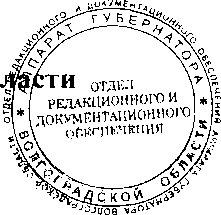 ласти
АППАРАТ ГУБЕРНАТОРА
ВОЛГОГРАДСКОЙ ОБЛАСТИ
ОТДЕЛ
РЕДАКЦИОННОГО И
ДОКУМЕНТАЦИОННОГО
ОБЕСПЕЧЕНИЯ